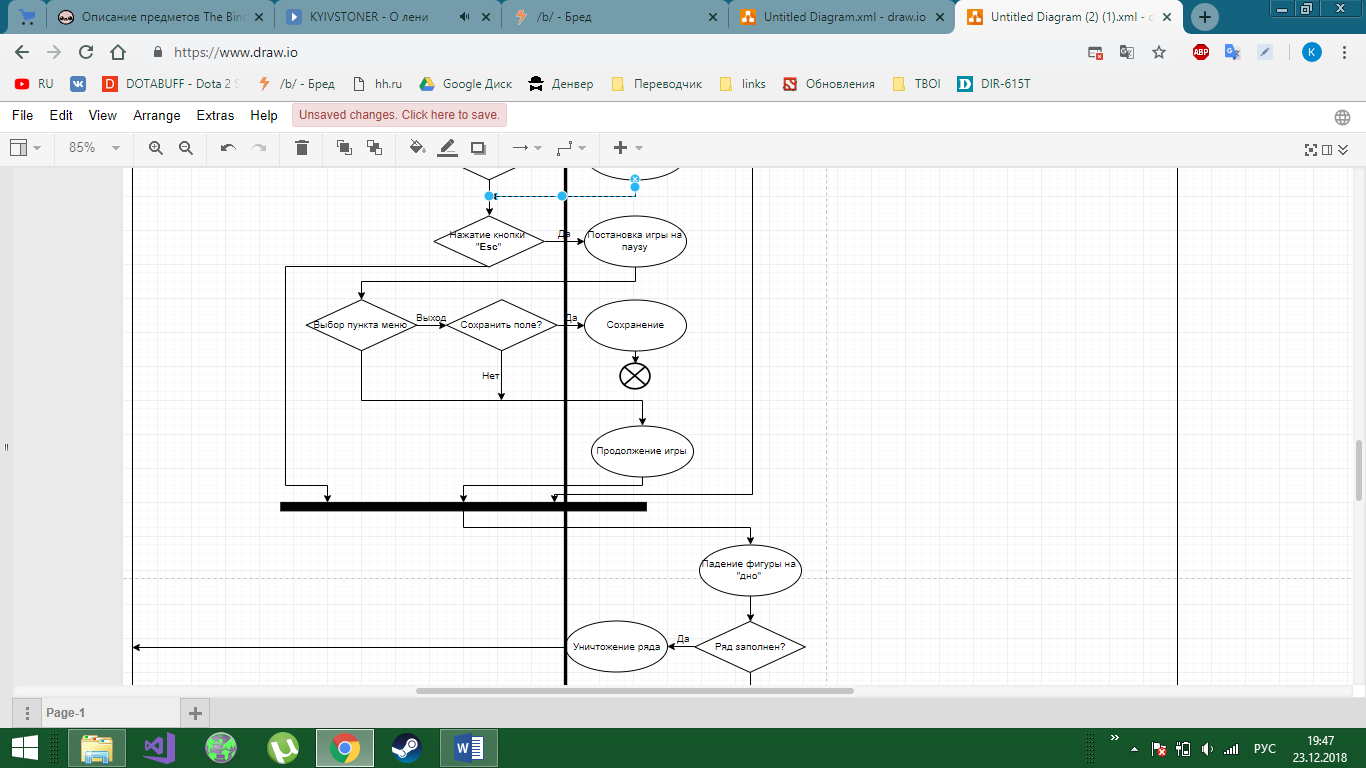 Описание предметов The Bin
KYIVSTONER - О лени
/b/ - Бред
Untitled Diagram.xml - draw.io
Untitled Diagram (2) (1).xml - d
https://www.draw.io
ABP
K
RU
DOTABUFF - Dota 2 S
/b/ - Бред
hh.ru
Google Диск
Денвер
Переводчик
links
Обновления
ТВОІ
DIR-615T
File Edit View Arrange Extras Help
Unsaved changes. Click here to save.
85%
Нажатие кнопки
"Esc"
Да
Постановка игры на
паузу
Выбор пункта меню
Выход
Сохранить поле?
Да
Сохранение
Нет
Продолжение игры
Падение фигуры на
"дно"
Уничтожение ряда
Да
Ряд заполнен?
Page-1
РУС
19:47
23.12.2018